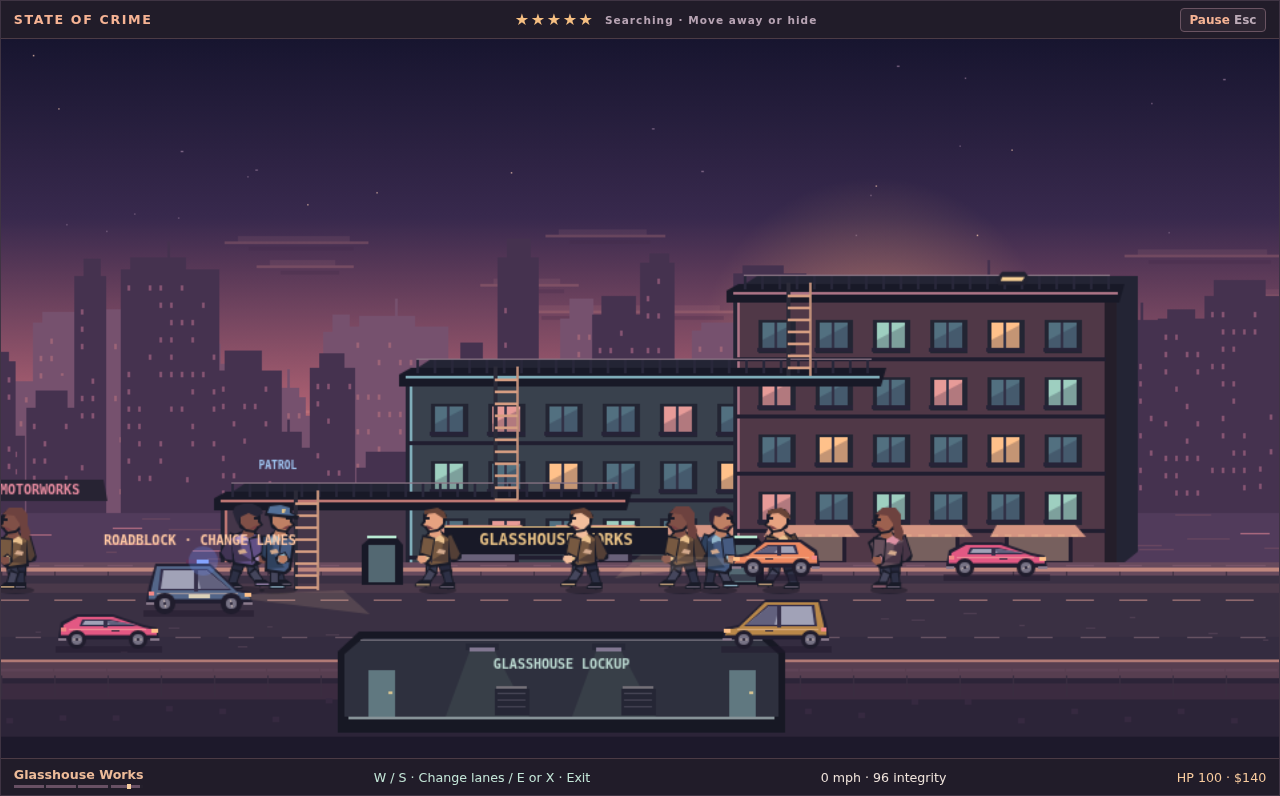 STATE OF CRIME
★★★★★ Searching · Move away or hide
Pause Esc
PATROL
MOTORWORKS
ROADBLOCK · CHANGE LANES
GLASSHOUSE WORKS
GLASSHOUSE LOCKUP
Glasshouse Works
W / S · Change lanes / E or X · Exit
0 mph · 96 integrity
HP 100 · $140